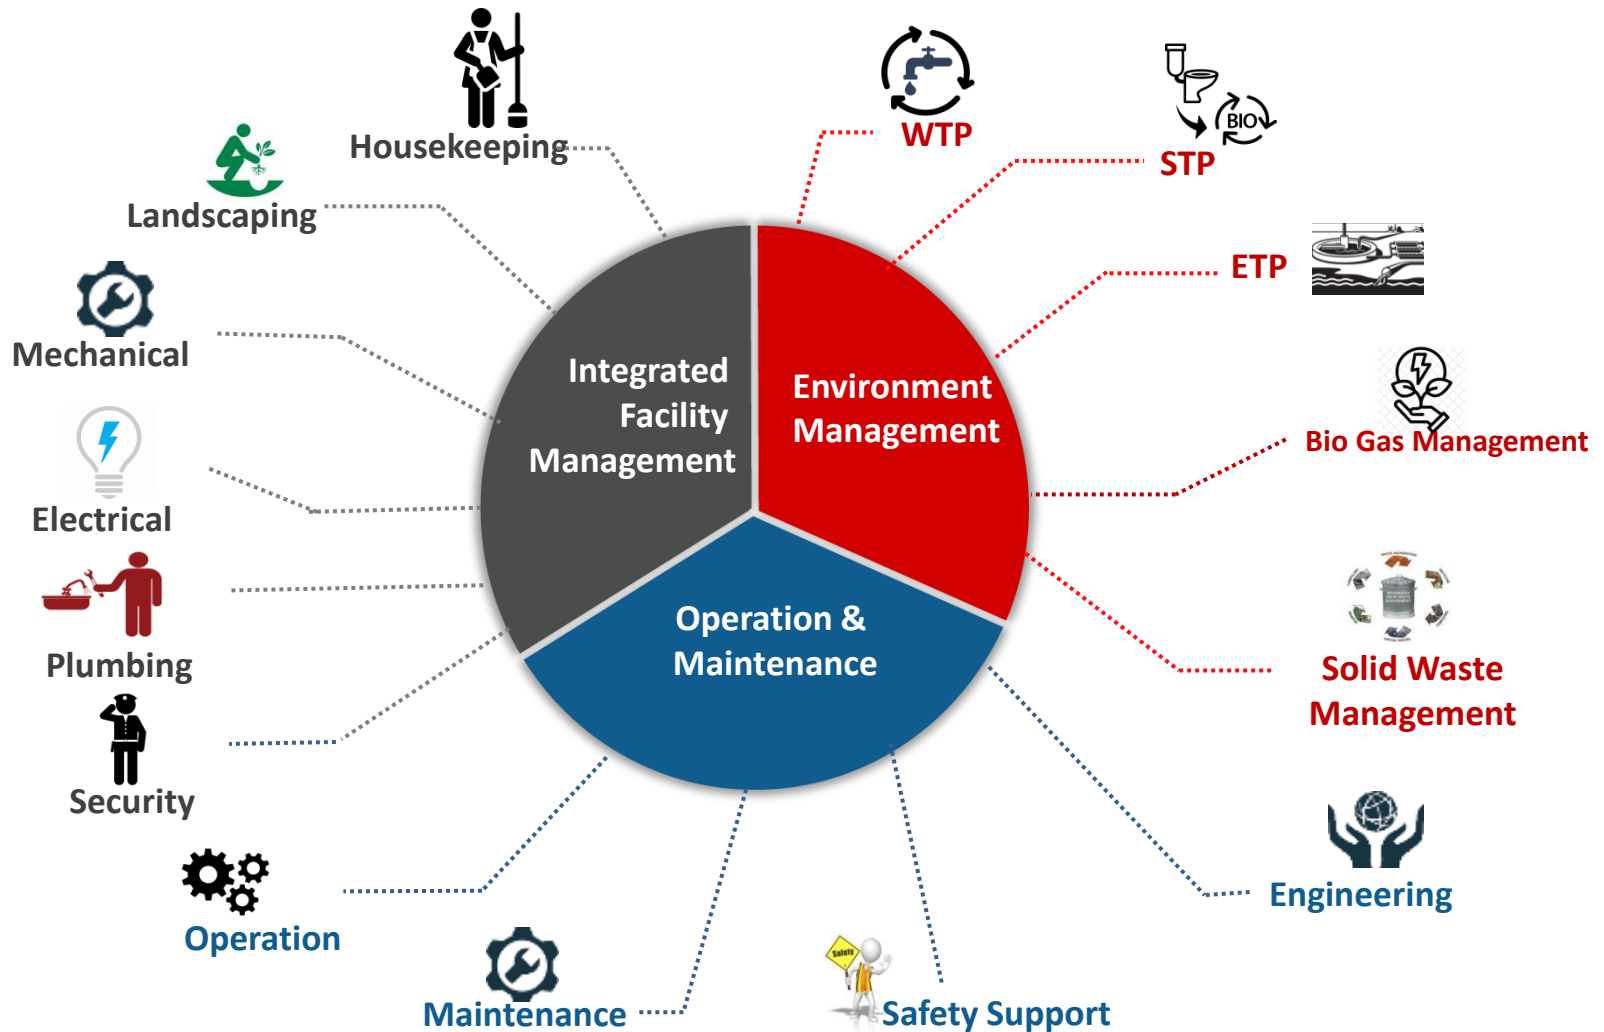 Housekeeping
WTP
BIO
STP
Landscaping
ETP
Mechanical
Integrated
Facility
Management
Environment
Management
Bio Gas Management
Electrical
Operation &
Maintenance
Plumbing
Solid Waste
Management
Security
Engineering
Operation
Safety
Maintenance
Safety Support